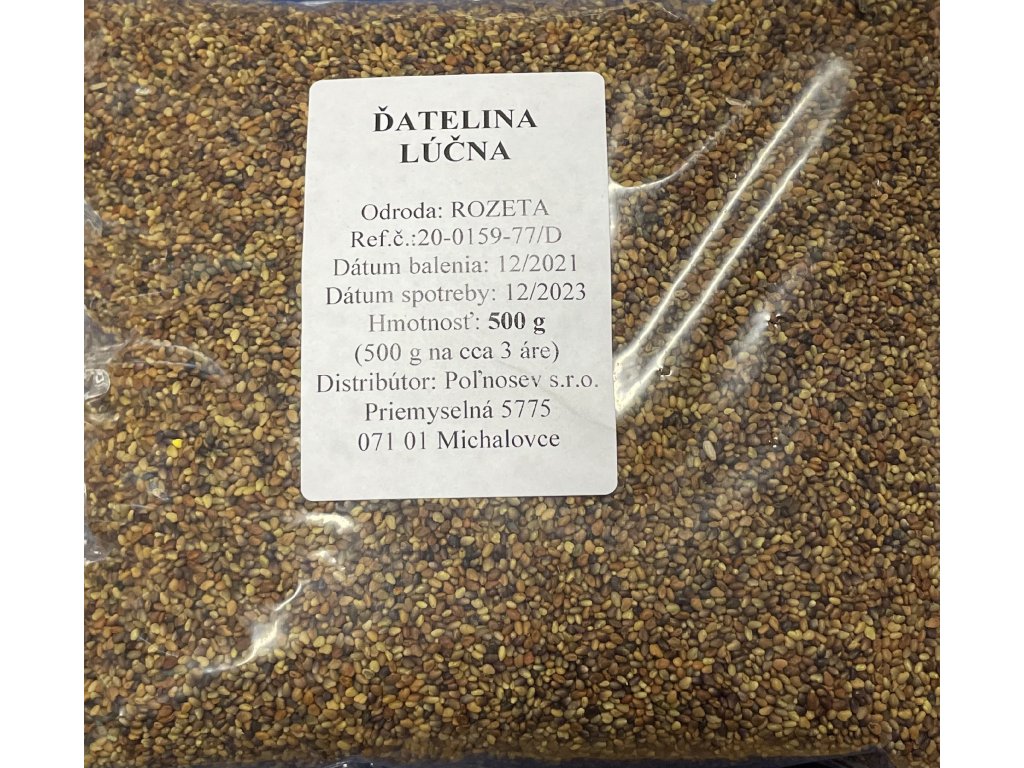 ĎATELINA
LÚČNA
Odroda: ROZETA
Ref.č.:20-0159-77/D
Dátum balenia: 12/2021
Dátum spotreby: 12/2023
Hmotnosť: 500 g
(500 g na cca 3 áre)
Distribútor: Poľnosev s.r.o.
Priemyselná 5775
071 01 Michalovce